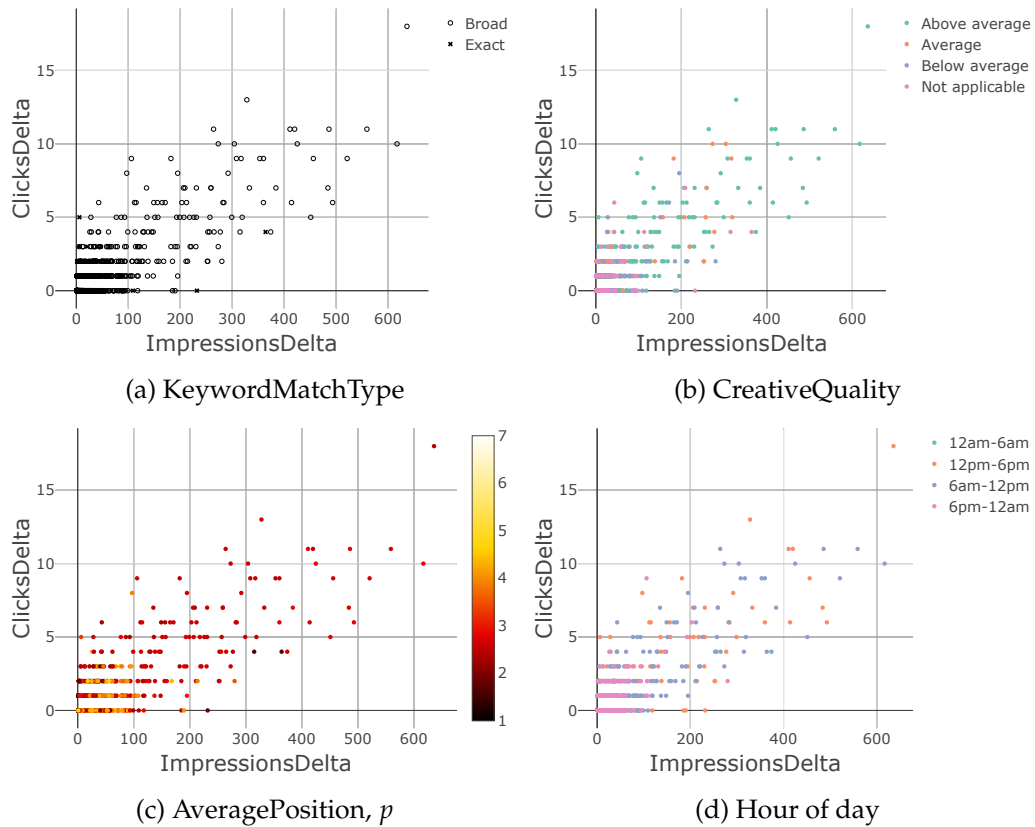 Broad
Exact
15
10
5
0
0 100 200 300 400 500 600
ClicksDelta
ImpressionsDelta
(a) KeywordMatchType
Above average
Average
Below average
Not applicable
15
10
5
0
0 200 400 600
ClicksDelta
ImpressionsDelta
(b) CreativeQuality
15
10
5
0
0 100 200 300 400 500 600
ClicksDelta
ImpressionsDelta
7
6
5
4
3
2
1
(c) AveragePosition, p
12am-6am
12pm-6pm
6am-12pm
6pm-12am
15
10
5
0
0 200 400 600
ClicksDelta
ImpressionsDelta
(d) Hour of day